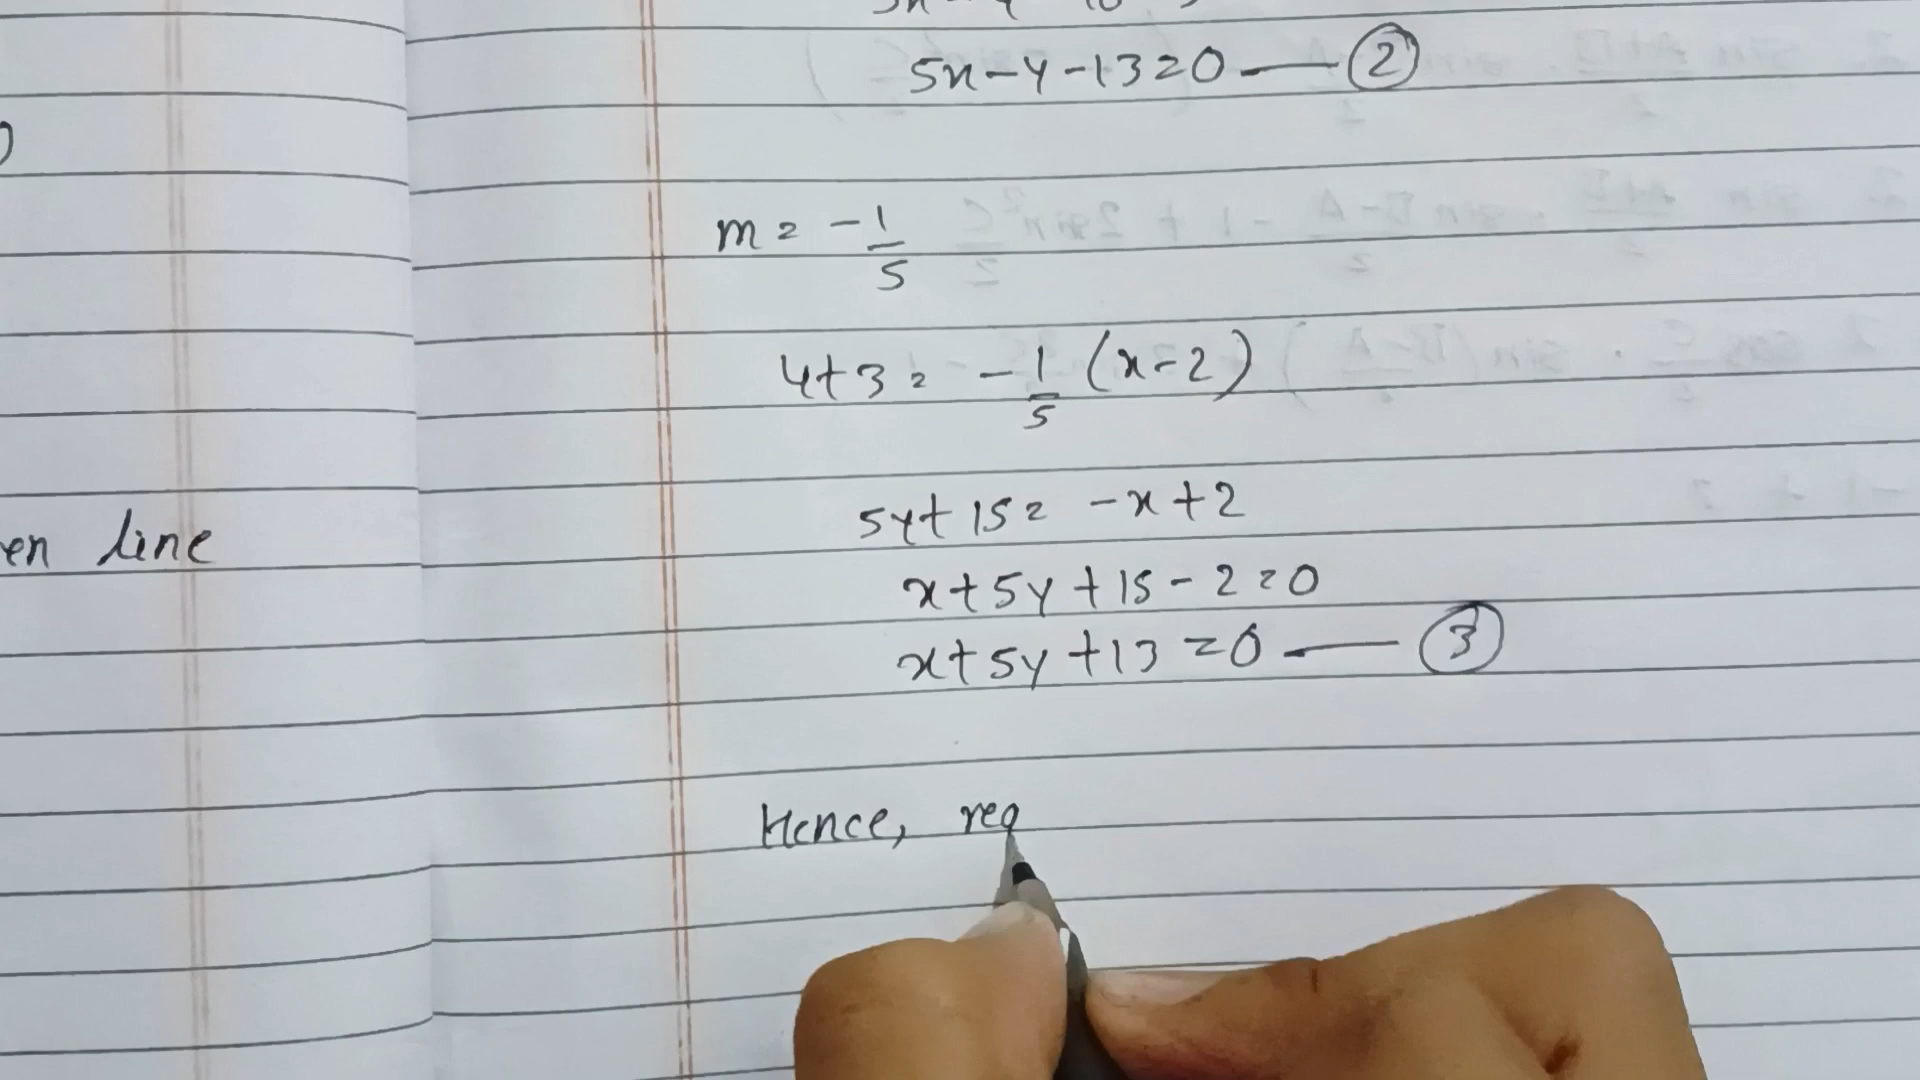 en line
5x-y-13=0 — ②
m = -1/5
y+3 = -1/5 (x-2)
5y+15 = -x+2
x+5y+15-2=0
x+5y+13=0 — ③
Hence, req